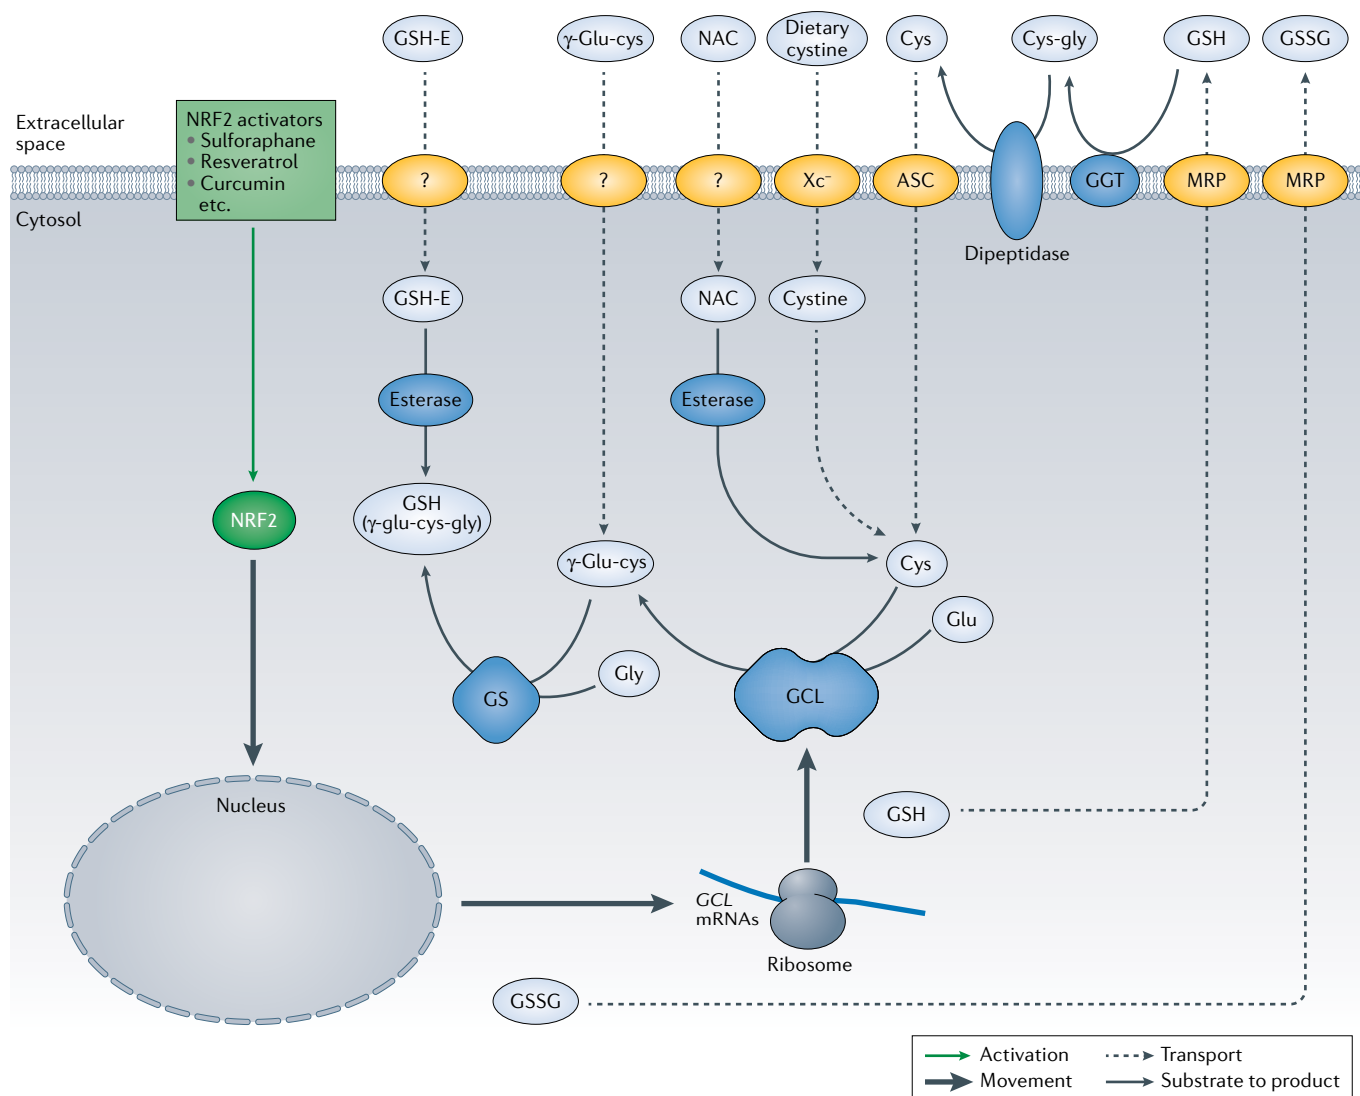 GSH-E
γ-Glu-cys
NAC
Dietary
cystine
Cys
Cys-gly
GSH
GSSG
Extracellular
space
NRF2 activators
• Sulforaphane
• Resveratrol
• Curcumin
etc.
?
?
?
Xc⁻
ASC
GGT
MRP
MRP
Cytosol
Dipeptidase
GSH-E
NAC
Cystine
Esterase
Esterase
NRF2
GSH
(γ-glu-cys-gly)
γ-Glu-cys
Cys
Glu
Gly
GS
GCL
Nucleus
GSH
GCL
mRNAs
Ribosome
GSSG
Activation
Transport
Movement
Substrate to product